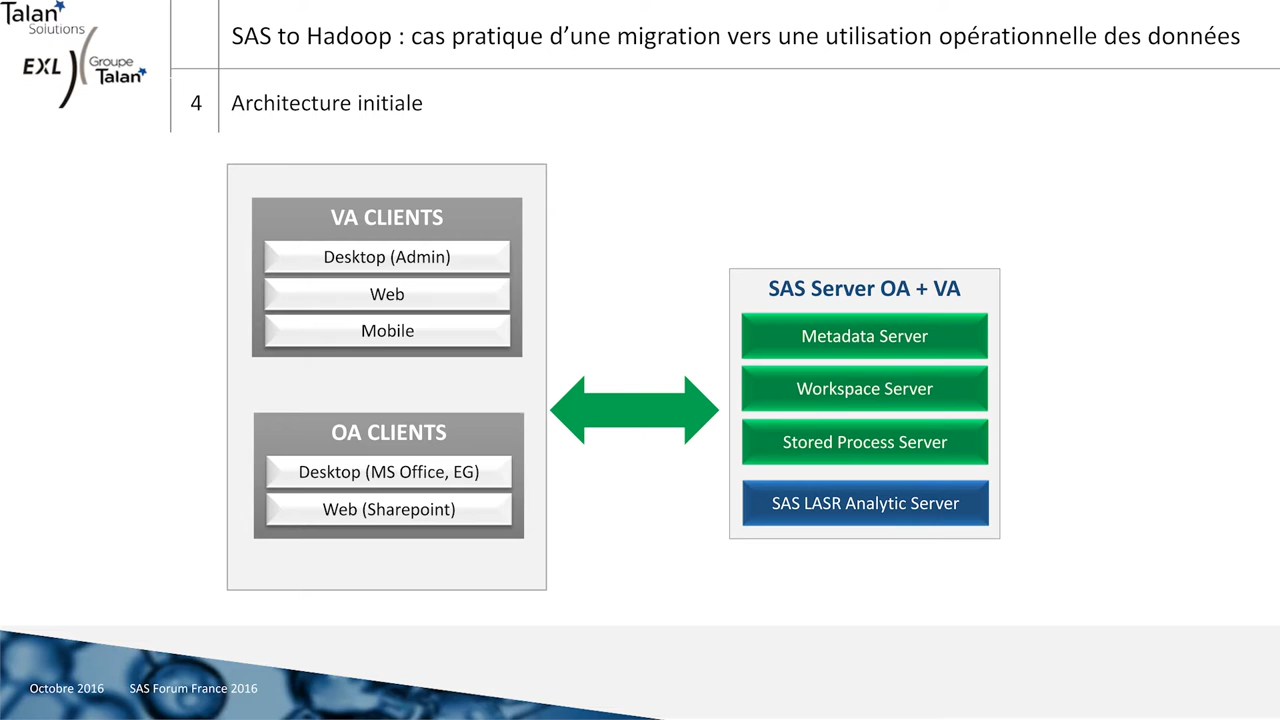 Talan
Solutions
EXL
Groupe
Talan
SAS to Hadoop : cas pratique d’une migration vers une utilisation opérationnelle des données
4
Architecture initiale
VA CLIENTS
Desktop (Admin)
Web
Mobile
OA CLIENTS
Desktop (MS Office, EG)
Web (Sharepoint)
SAS Server OA + VA
Metadata Server
Workspace Server
Stored Process Server
SAS LASR Analytic Server
Octobre 2016
SAS Forum France 2016